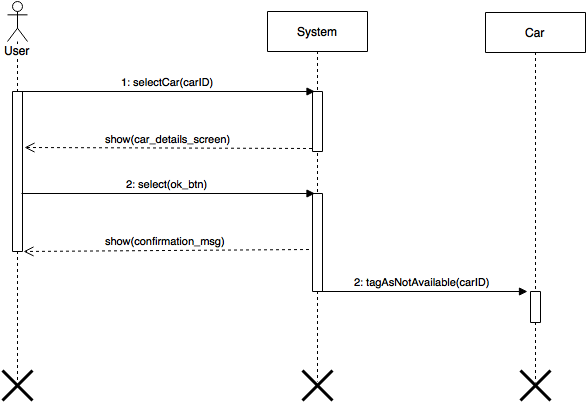 User
System
Car
1: selectCar(carID)
show(car_details_screen)
2: select(ok_btn)
show(confirmation_msg)
2: tagAsNotAvailable(carID)